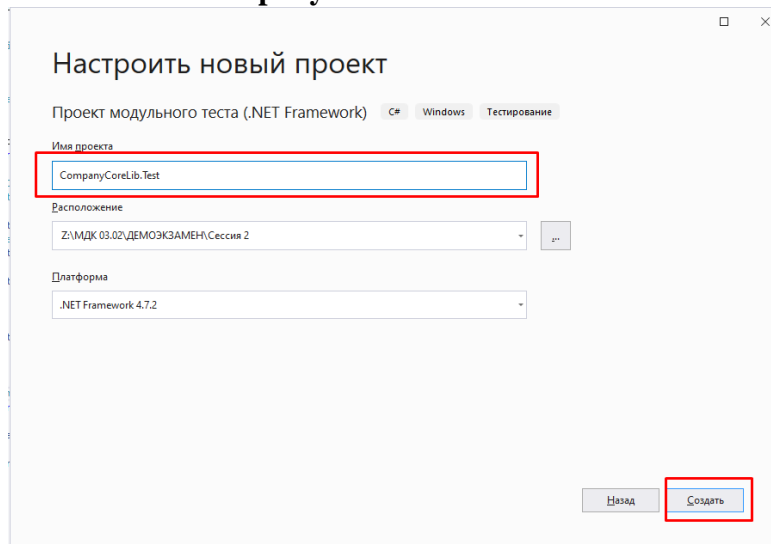 Настроить новый проект
Проект модульного теста (.NET Framework) C# Windows Тестирование
Имя проекта
CompanyCoreLib.Test
Расположение
Z:\МДК 03.02\ДЕМОЭКЗАМЕН\Сессия 2
...
Платформа
.NET Framework 4.7.2
Назад Создать